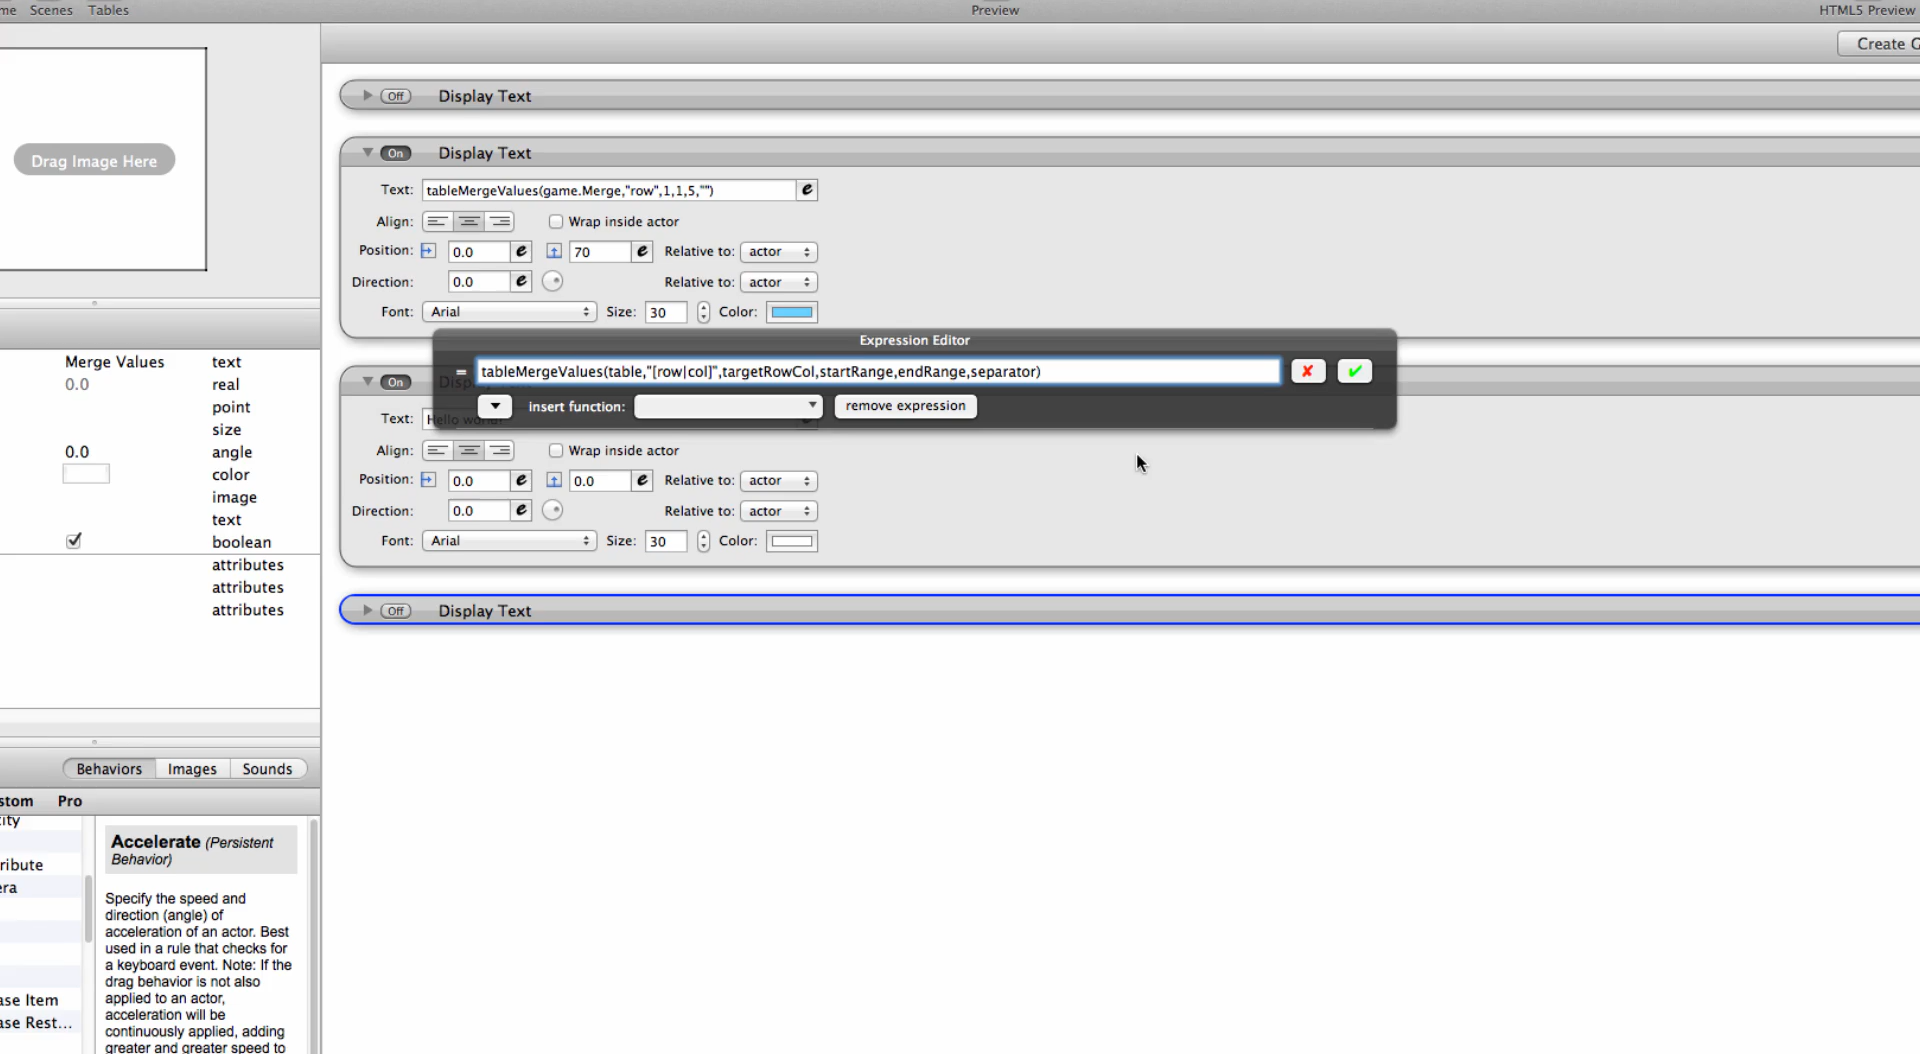 me Scenes Tables Preview HTML5 Preview
Create G
Drag Image Here
Off Display Text
On Display Text
Text: tableMergeValues(game.Merge,"row",1,1,5,"")
Align: Wrap inside actor
Position: 0.0 70 Relative to: actor
Direction: 0.0 Relative to: actor
Font: Arial Size: 30 Color:
Expression Editor
= tableMergeValues(table,"[row|col]",targetRowCol,startRange,endRange,separator)
insert function: remove expression
On Display Text
Text: Hello world!
Align: Wrap inside actor
Position: 0.0 0.0 Relative to: actor
Direction: 0.0 Relative to: actor
Font: Arial Size: 30 Color:
Off Display Text
Merge Values text
0.0 real
point
size
0.0 angle
color
image
text
boolean
attributes
attributes
attributes
Behaviors Images Sounds
stom Pro
ity
ribute
era
ase Item
ase Rest...
Accelerate (Persistent
Behavior)
Specify the speed and
direction (angle) of
acceleration of an actor. Best
used in a rule that checks for
a keyboard event. Note: If the
drag behavior is not also
applied to an actor,
acceleration will be
continuously applied, adding
greater and greater speed to